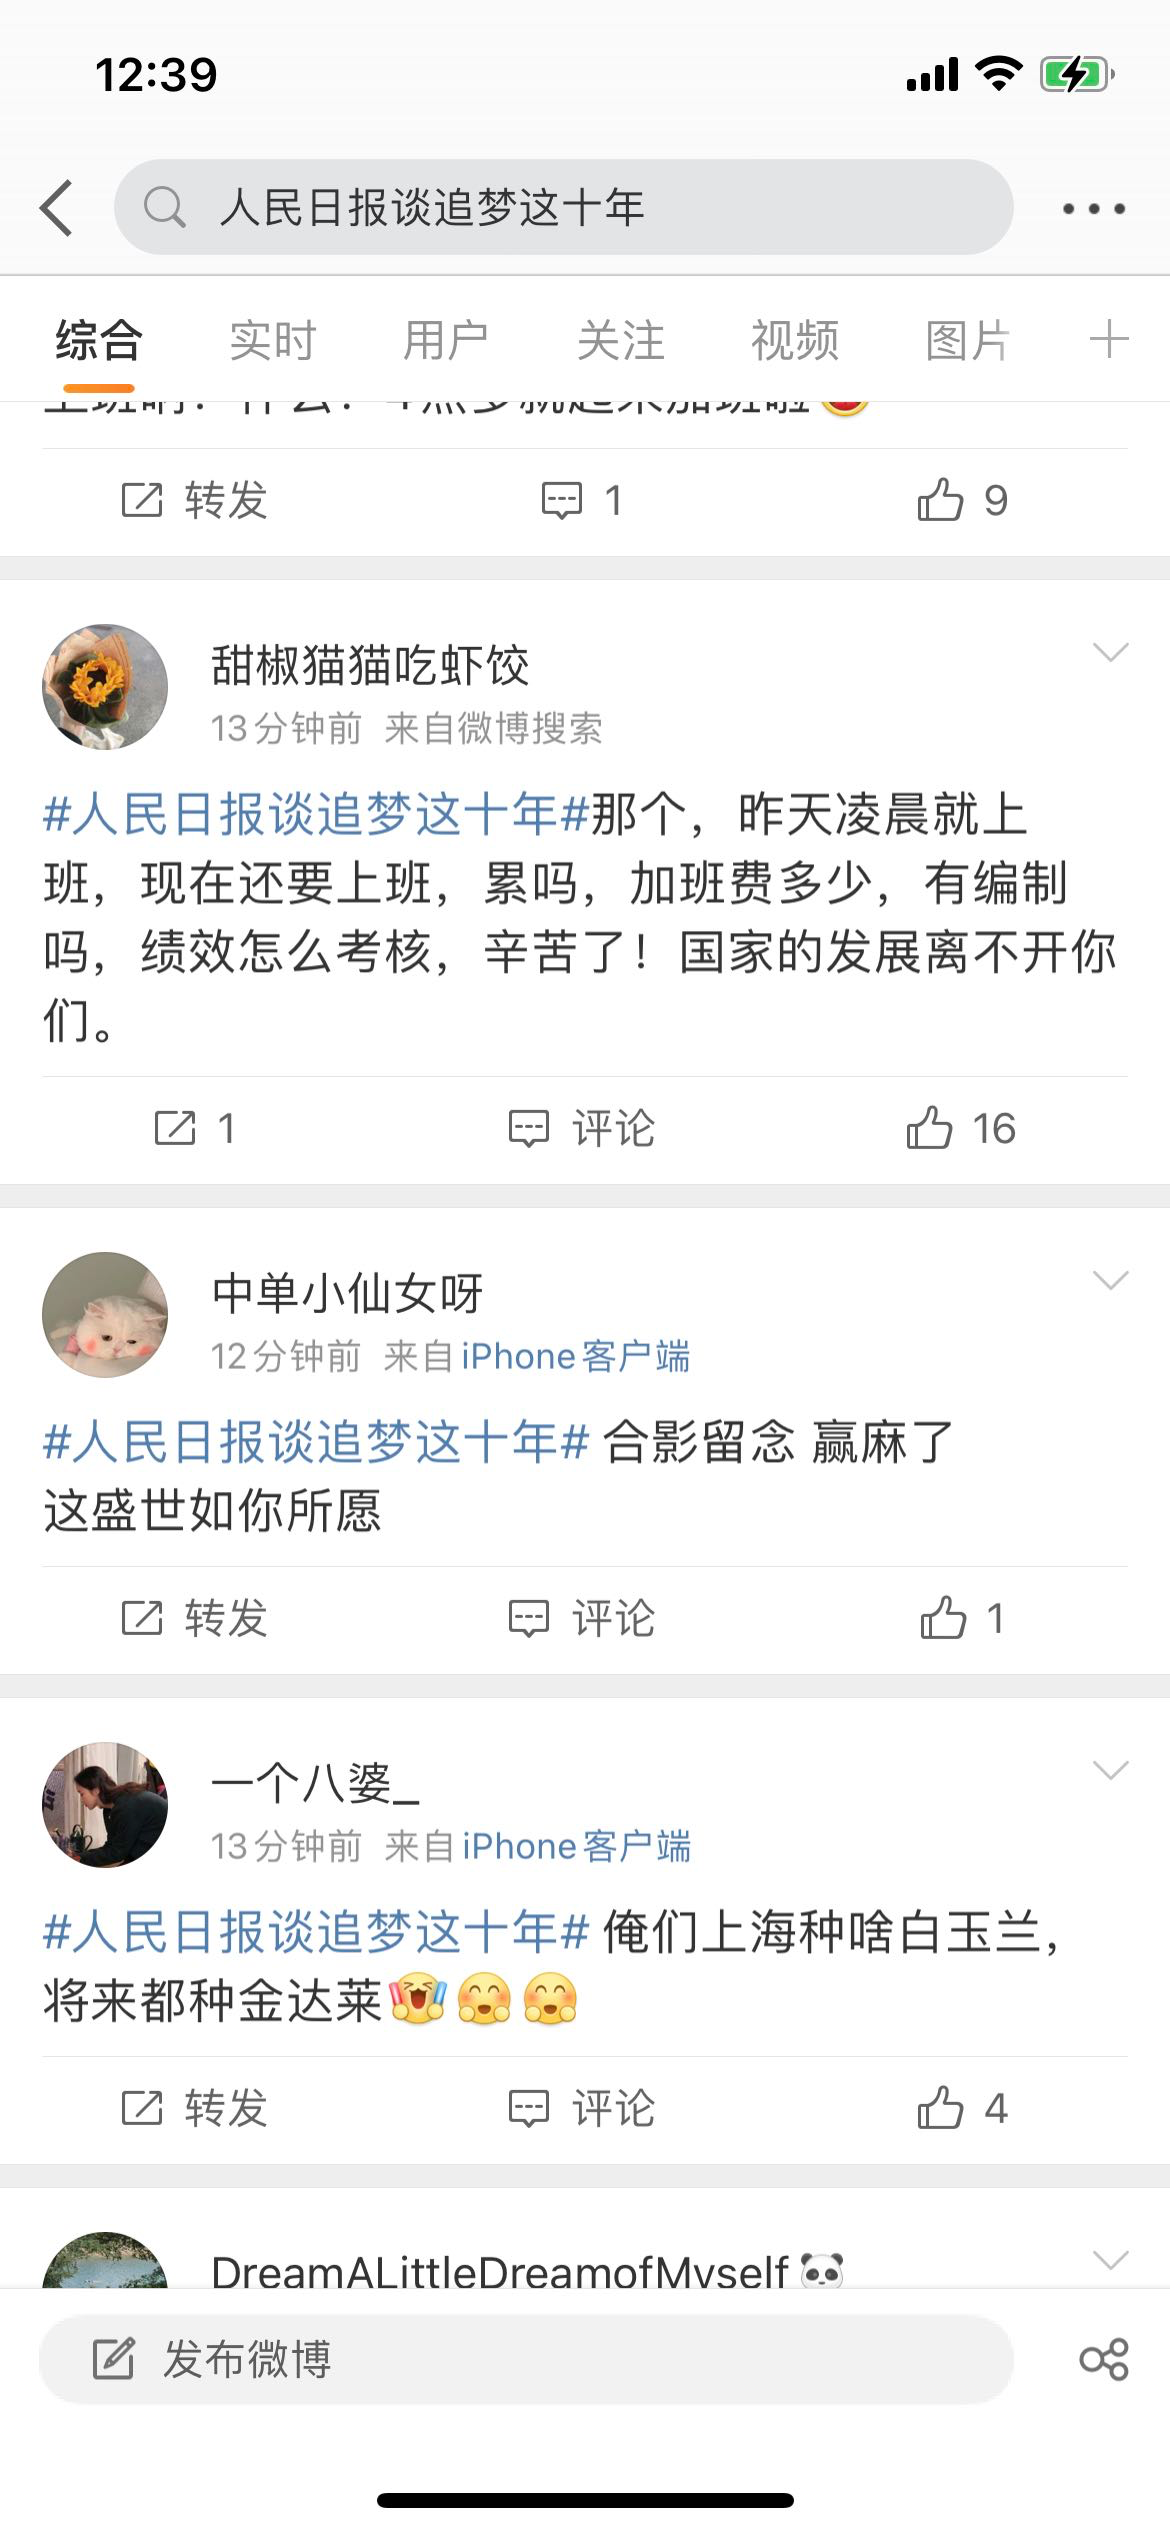 12:39
人民日报谈追梦这十年
综合 实时 用户 关注 视频 图片
转发 1 9
甜椒猫猫吃虾饺
13分钟前 来自微博搜索
#人民日报谈追梦这十年#那个，昨天凌晨就上
班，现在还要上班，累吗，加班费多少，有编制
吗，绩效怎么考核，辛苦了！国家的发展离不开你
们。
1 评论 16
中单小仙女呀
12分钟前 来自iPhone客户端
#人民日报谈追梦这十年# 合影留念 赢麻了
这盛世如你所愿
转发 评论 1
一个八婆_
13分钟前 来自iPhone客户端
#人民日报谈追梦这十年# 俺们上海种啥白玉兰，
将来都种金达莱
转发 评论 4
DreamALittleDreamofMyself
发布微博